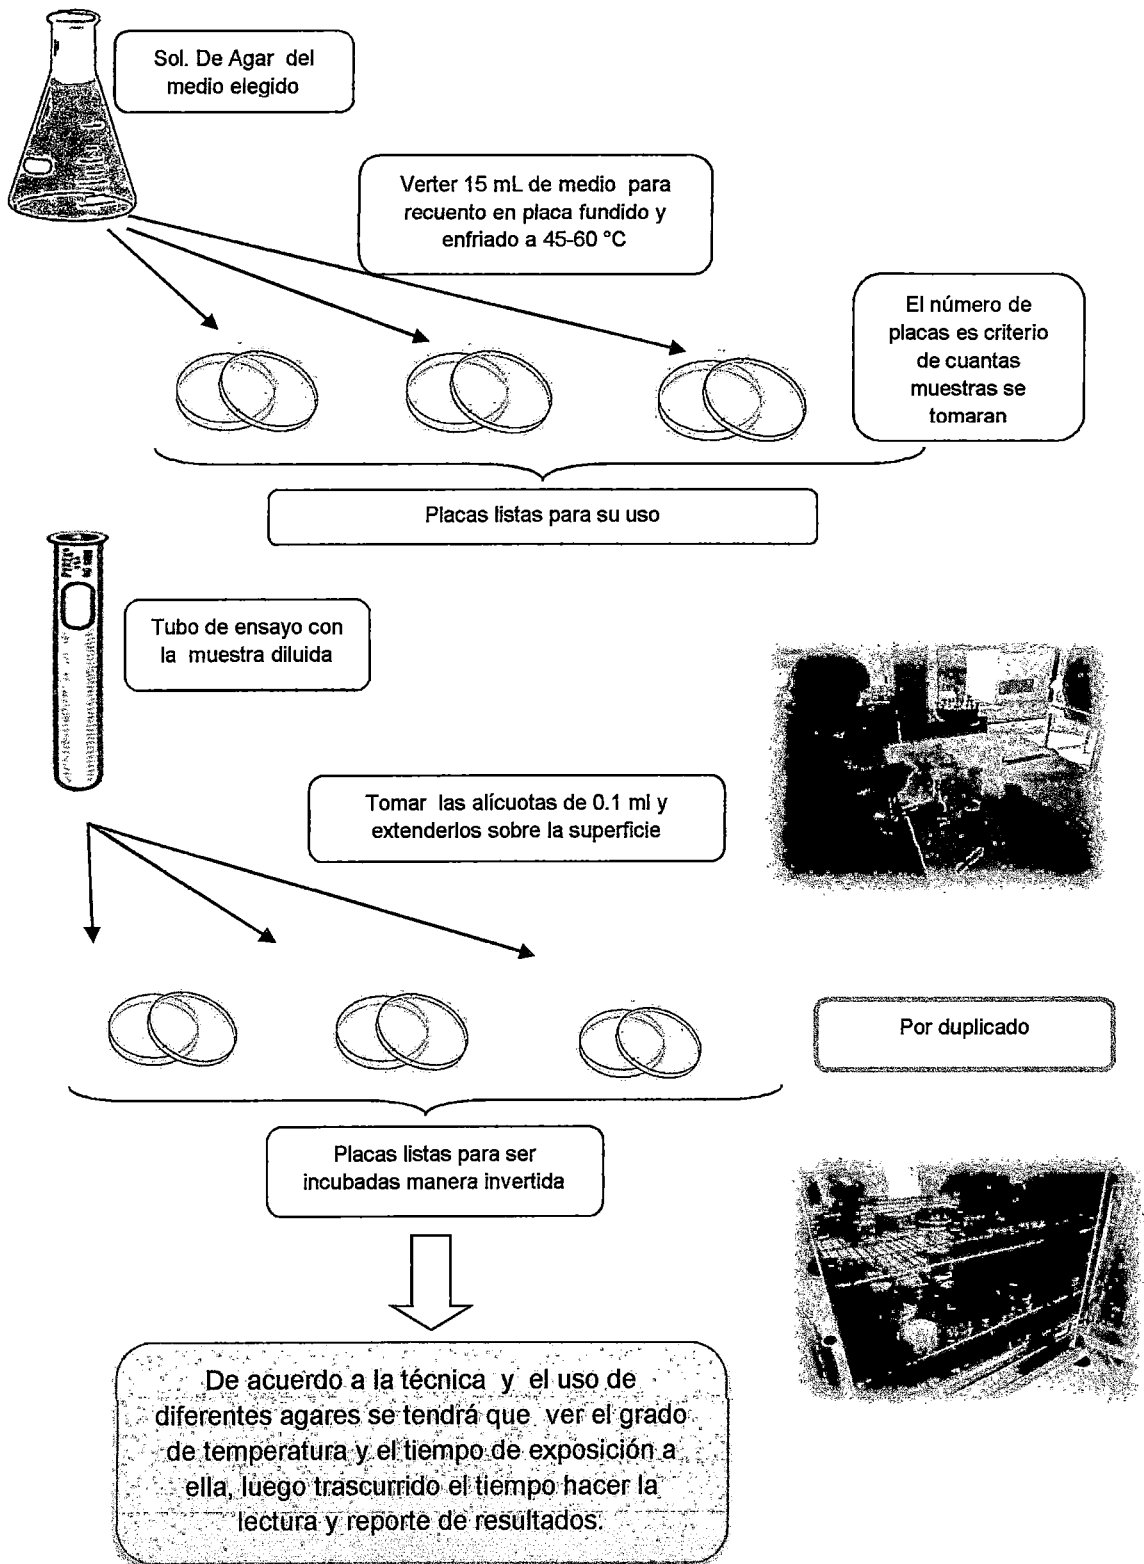 Sol. De Agar del
medio elegido
Verter 15 mL de medio para
recuento en placa fundido y
enfriado a 45-60 °C
El número de
placas es criterio
de cuantas
muestras se
tomaran
Placas listas para su uso
PYREX
Tubo de ensayo con
la muestra diluida
Tomar las alícuotas de 0.1 ml y
extenderlos sobre la superficie
Por duplicado
Placas listas para ser
incubadas manera invertida
De acuerdo a la técnica y el uso de
diferentes agares se tendrá que ver el grado
de temperatura y el tiempo de exposición a
ella, luego trascurrido el tiempo hacer la
lectura y reporte de resultados.